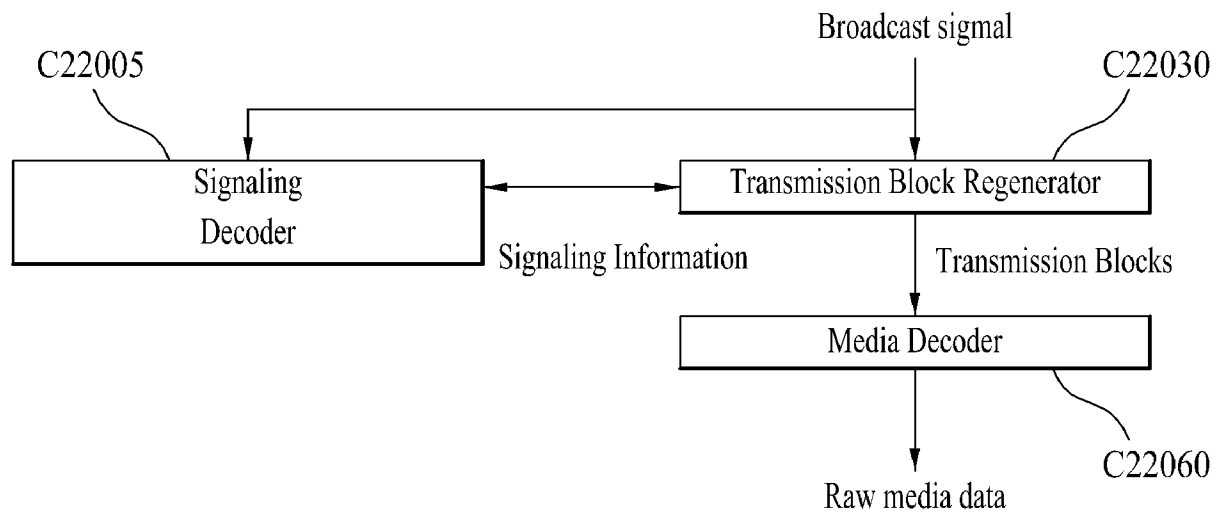 Broadcast sigmal
C22005
C22030
Signaling
Decoder
Transmission Block Regenerator
Signaling Information
Transmission Blocks
Media Decoder
C22060
Raw media data